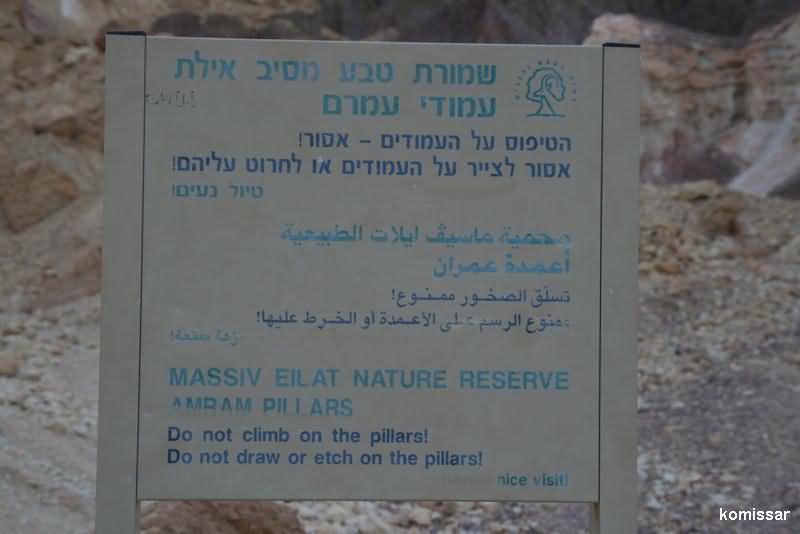 שמורת טבע מסיב אילת
עמודי עמרם
הטיפוס על העמודים – אסור!
אסור לצייר על העמודים או לחרוט עליהם!
טיול נעים!
محمية ماسيڤ ايلات الطبيعية
أعمدة عمران
تسلّق الصخور ممنوع!
ممنوع الرسم على الأعمدة أو الخرط عليها!
MASSIV EILAT NATURE RESERVE
AMRAM PILLARS
Do not climb on the pillars!
Do not draw or etch on the pillars!
nice visit!
komissar